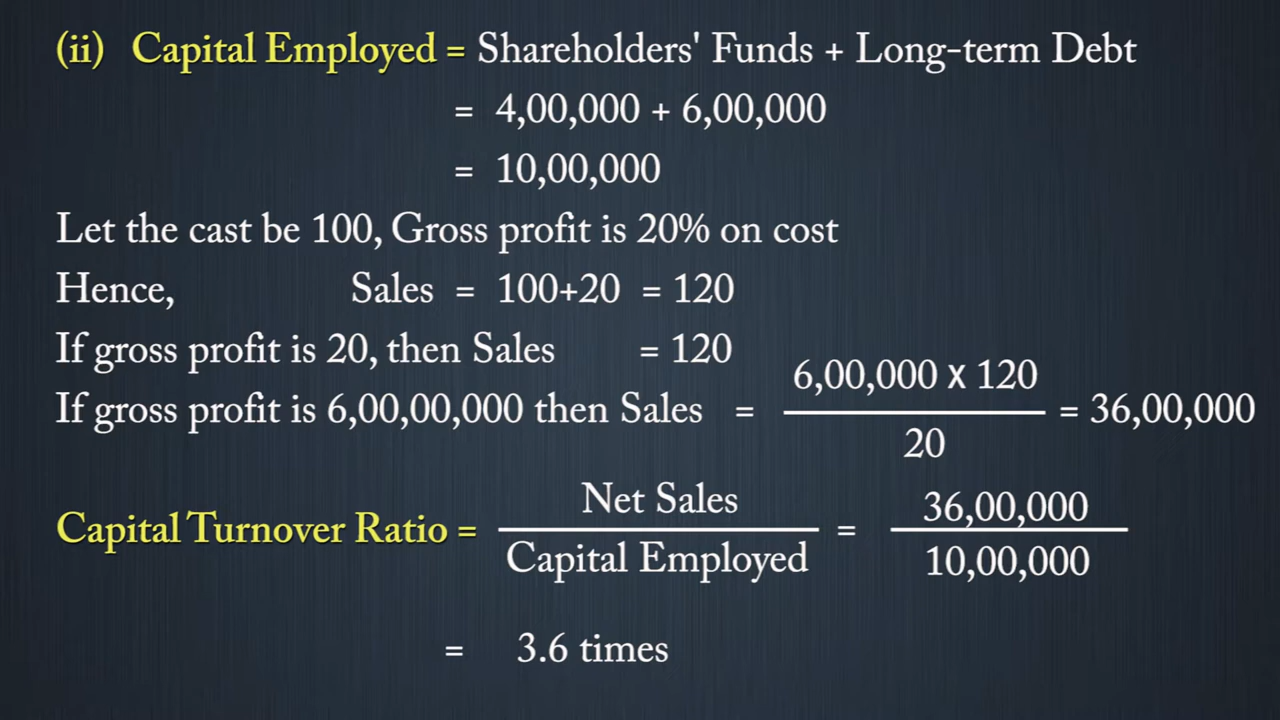 (ii) Capital Employed = Shareholders' Funds + Long-term Debt
= 4,00,000 + 6,00,000
= 10,00,000
Let the cast be 100, Gross profit is 20% on cost
Hence, Sales = 100+20 = 120
If gross profit is 20, then Sales = 120
If gross profit is 6,00,00,000 then Sales = 6,00,000 x 120 / 20 = 36,00,000
Capital Turnover Ratio = Net Sales / Capital Employed = 36,00,000 / 10,00,000
= 3.6 times